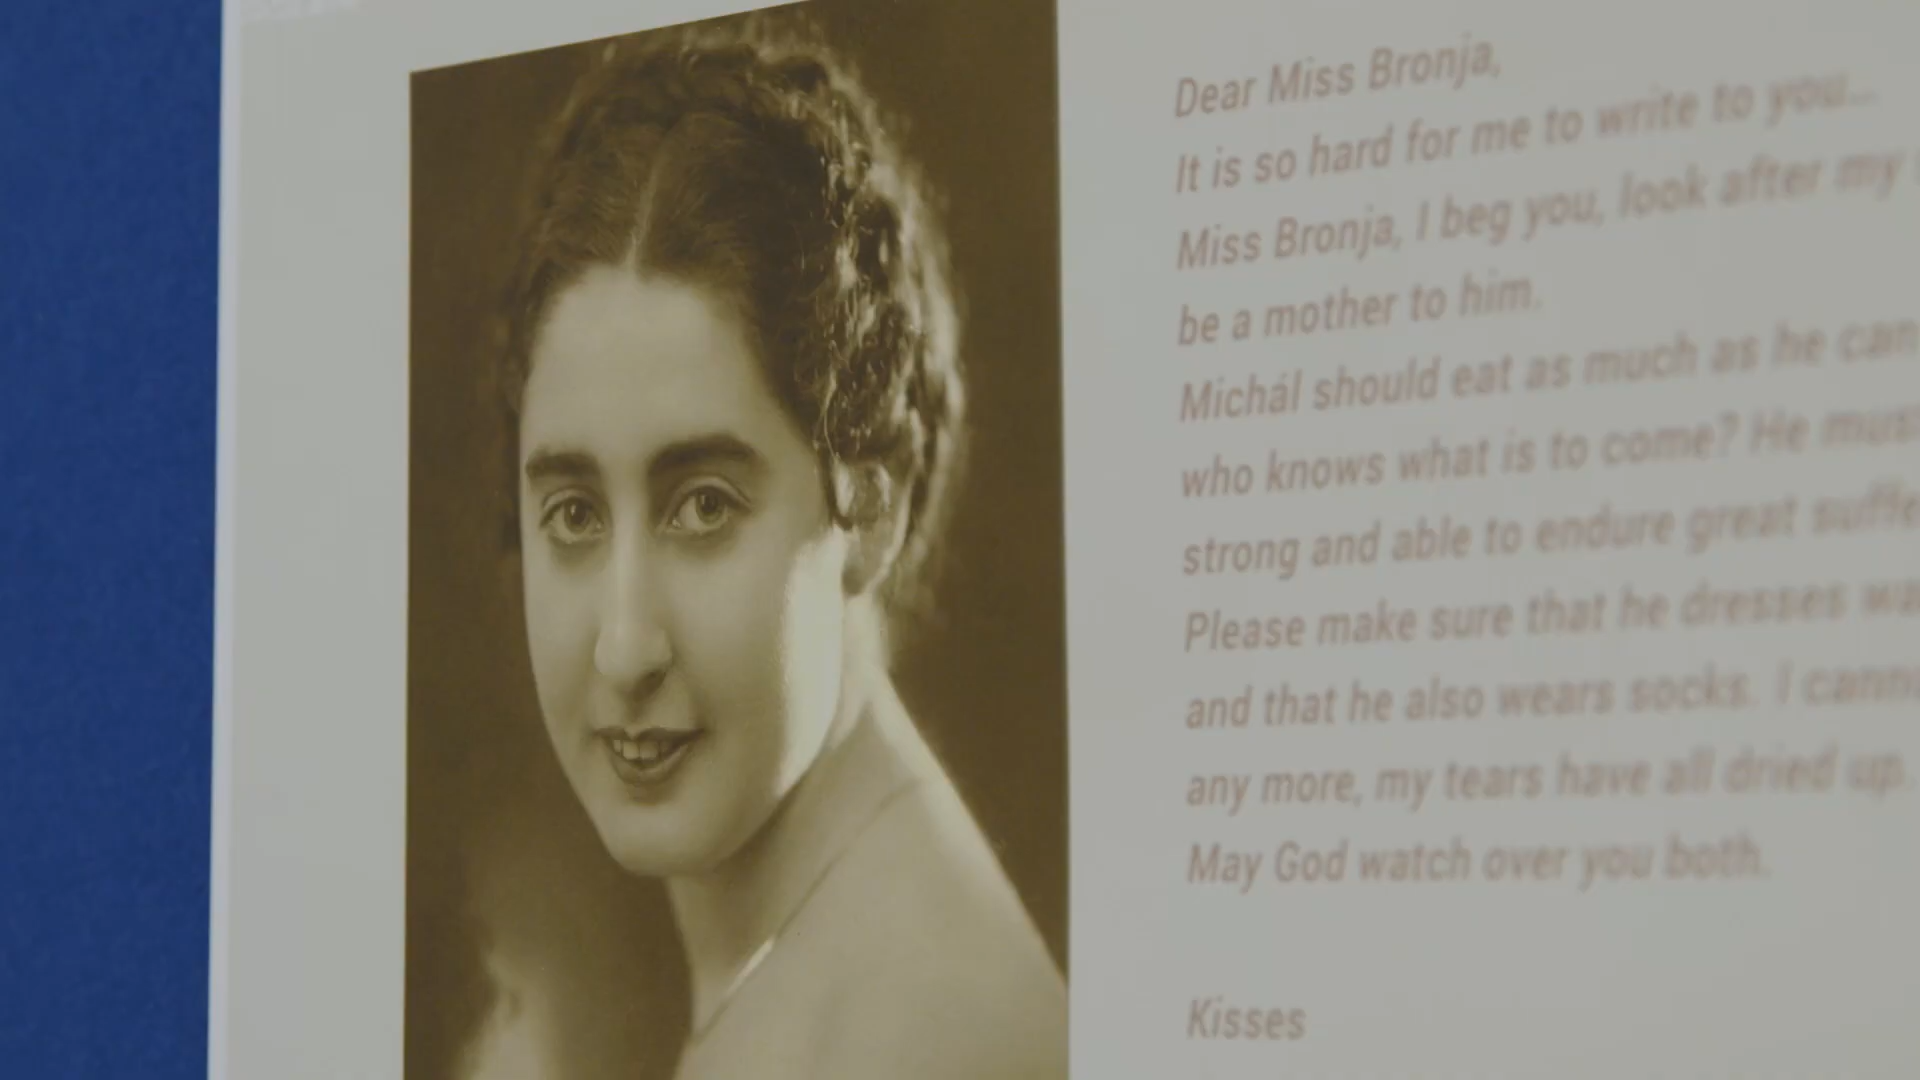 Dear Miss Bronja,
It is so hard for me to write to you...
Miss Bronja, I beg you, look after my
be a mother to him.
Michál should eat as much as he can
who knows what is to come? He must
strong and able to endure great
Please make sure that he dresses
and that he also wears socks. I
any more, my tears have all dried up.
May God watch over you both.
Kisses